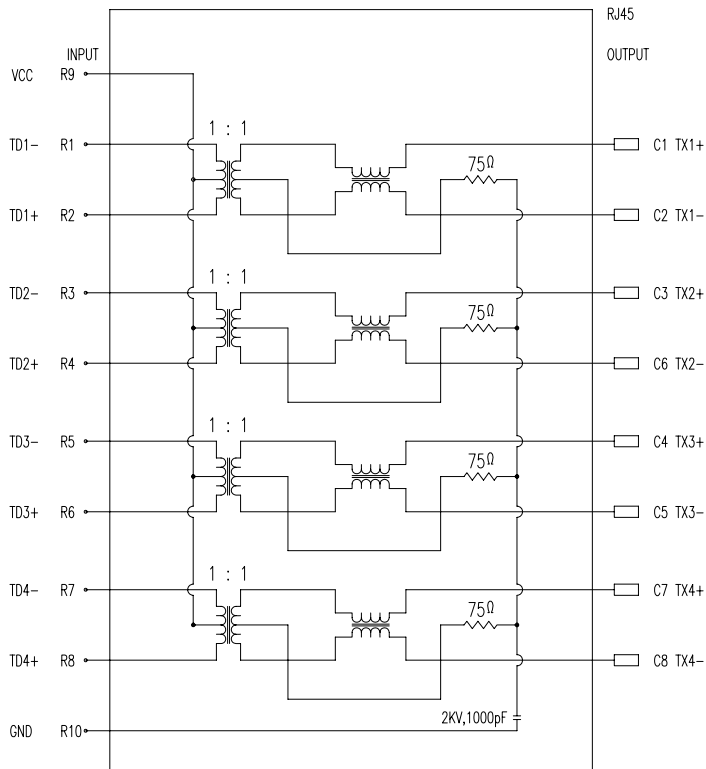 RJ45
INPUT OUTPUT
VCC R9
1 : 1
TD1- R1 C1 TX1+
75Ω
TD1+ R2 C2 TX1-
1 : 1
TD2- R3 C3 TX2+
75Ω
TD2+ R4 C6 TX2-
1 : 1
TD3- R5 C4 TX3+
75Ω
TD3+ R6 C5 TX3-
1 : 1
TD4- R7 C7 TX4+
75Ω
TD4+ R8 C8 TX4-
2KV,1000pF
GND R10